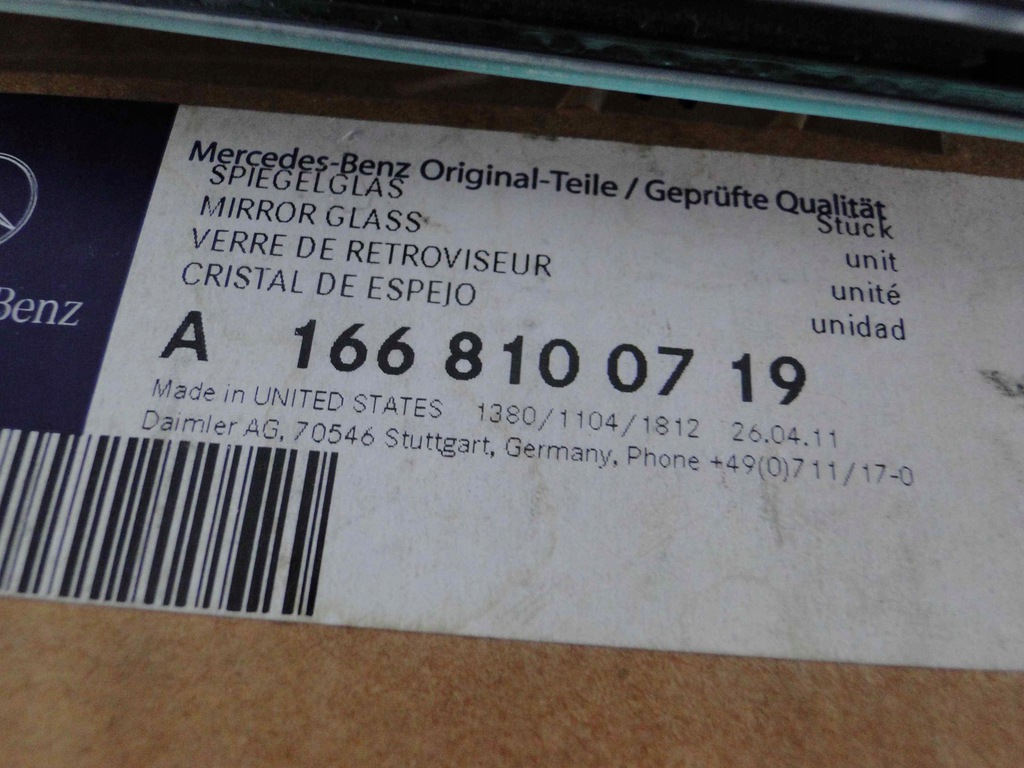 Mercedes-Benz Original-Teile / Geprüfte Qualität
SPIEGELGLAS Stuck
MIRROR GLASS unit
VERRE DE RETROVISEUR unité
CRISTAL DE ESPEJO unidad
A 166 810 07 19
Made in UNITED STATES 1380/1104/1812 26.04.11
Daimler AG, 70546 Stuttgart, Germany, Phone +49(0)711/17-0
Benz